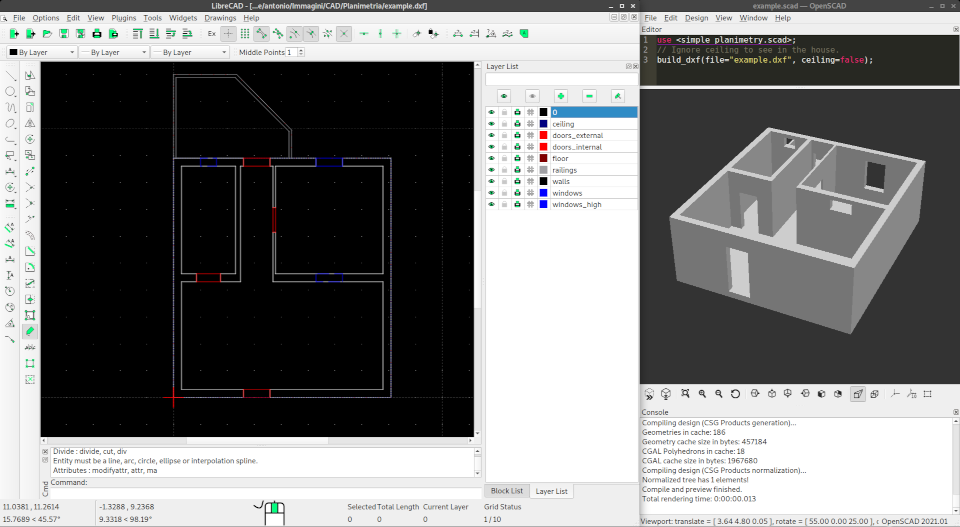 LibreCAD - [...e/antonio/Immagini/CAD/Planimetria/example.dxf]
File Options Edit View Plugins Tools Widgets Drawings Help
Ex
By Layer By Layer By Layer Middle Points 1
Layer List
0
ceiling
doors_external
doors_internal
floor
railings
walls
windows
windows_high
Block List Layer List
Divide : divide, cut, div
Entity must be a line, arc, circle, ellipse or interpolation spline.
Attributes : modifyattr, attr, ma
Command:
Cmd
11.0381 , 11.2614 -1.3288 , 9.2368 Selected Total Length Current Layer Grid Status
15.7689 < 45.57° 9.3318 < 98.19° 0 0 0 1 / 10
example.scad — OpenSCAD
File Edit Design View Window Help
Editor
1 use <simple_planimetry.scad>;
2 // Ignore ceiling to see in the house.
3 build_dxf(file="example.dxf", ceiling=false);
Console
Compiling design (CSG Products generation)...
Geometries in cache: 186
Geometry cache size in bytes: 457184
CGAL Polyhedrons in cache: 18
CGAL cache size in bytes: 1967680
Compiling design (CSG Products normalization)...
Normalized tree has 1 elements!
Compile and preview finished.
Total rendering time: 0:00:00.013
Viewport: translate = [ 3.64 4.80 0.05 ], rotate = [ 55.00 0.00 25.00 ], OpenSCAD 2021.01